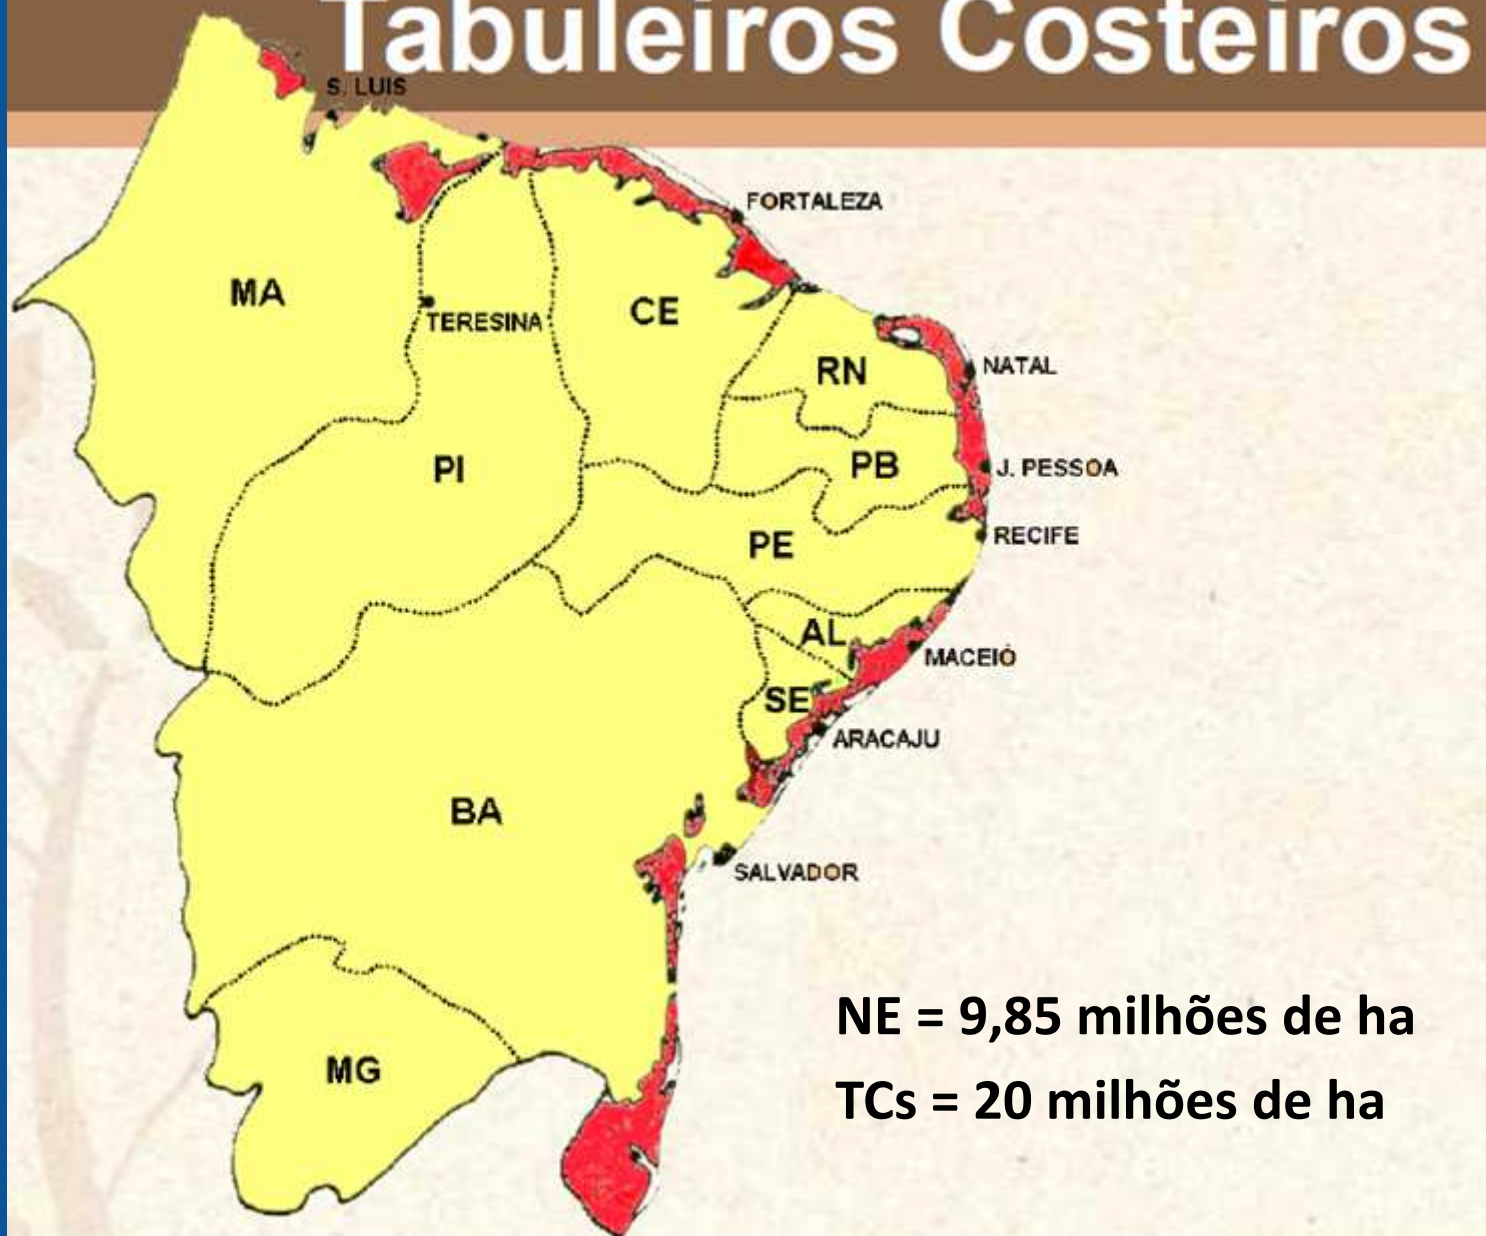 Tabuleiros Costeiros
S. LUIS
FORTALEZA
MA
CE
TERESINA
RN
NATAL
PI
PB
J. PESSOA
PE
RECIFE
AL
MACEIÓ
SE
ARACAJU
BA
SALVADOR
NE = 9,85 milhões de ha
MG
TCs = 20 milhões de ha